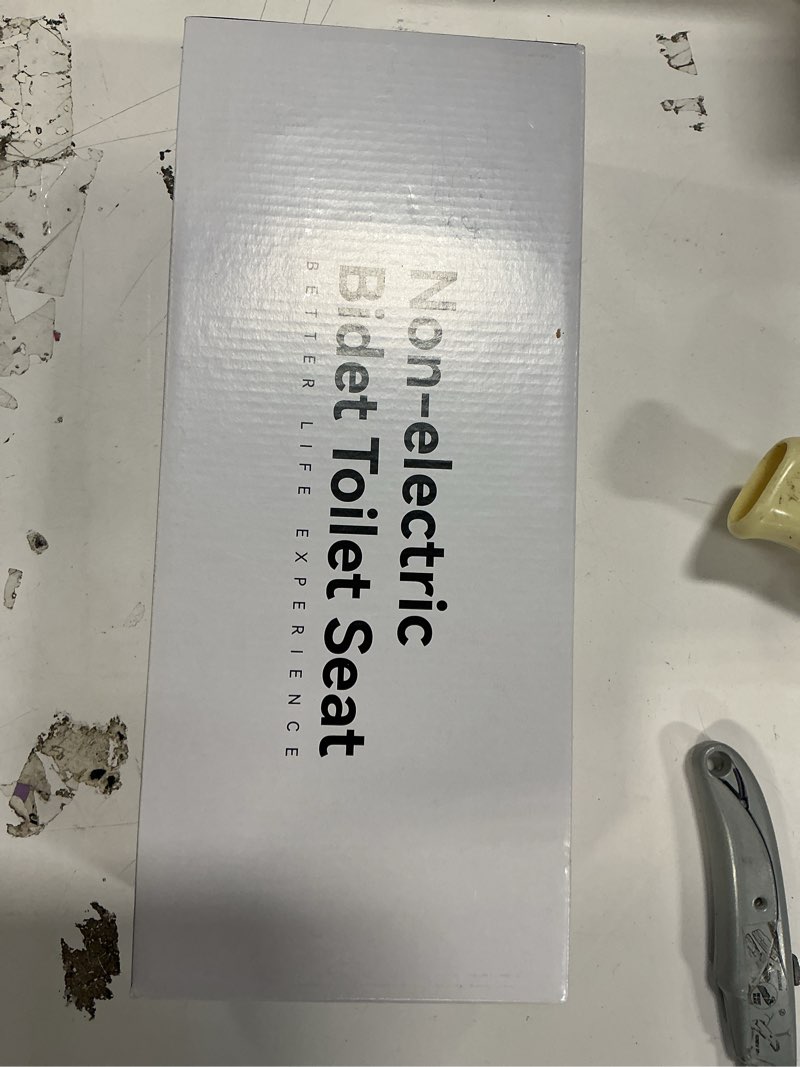 Non-electric
Bidet Toilet Seat
BETTER LIFE EXPERIENCE